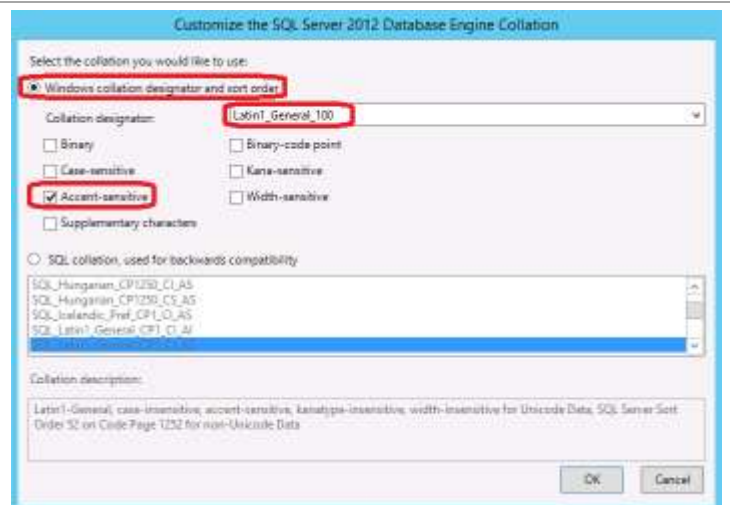 Customize the SQL Server 2012 Database Engine Collation
Select the collation you would like to use:
Windows collation designator and sort order
Collation designator: Latin1_General_100
Binary Binary-code point
Case-sensitive Kana-sensitive
Accent-sensitive Width-sensitive
Supplementary characters
SQL collation, used for backwards compatibility
SQL_Hungarian_CP1250_CI_AS
SQL_Hungarian_CP1250_CS_AS
SQL_Icelandic_Pref_CP1_CI_AS
SQL_Latin1_General_CP1_CI_AI
Collation description:
Latin1-General, case-insensitive, accent-sensitive, kanatype-insensitive, width-insensitive for Unicode Data, SQL Server Sort
Order 52 on Code Page 1252 for non-Unicode Data
OK Cancel